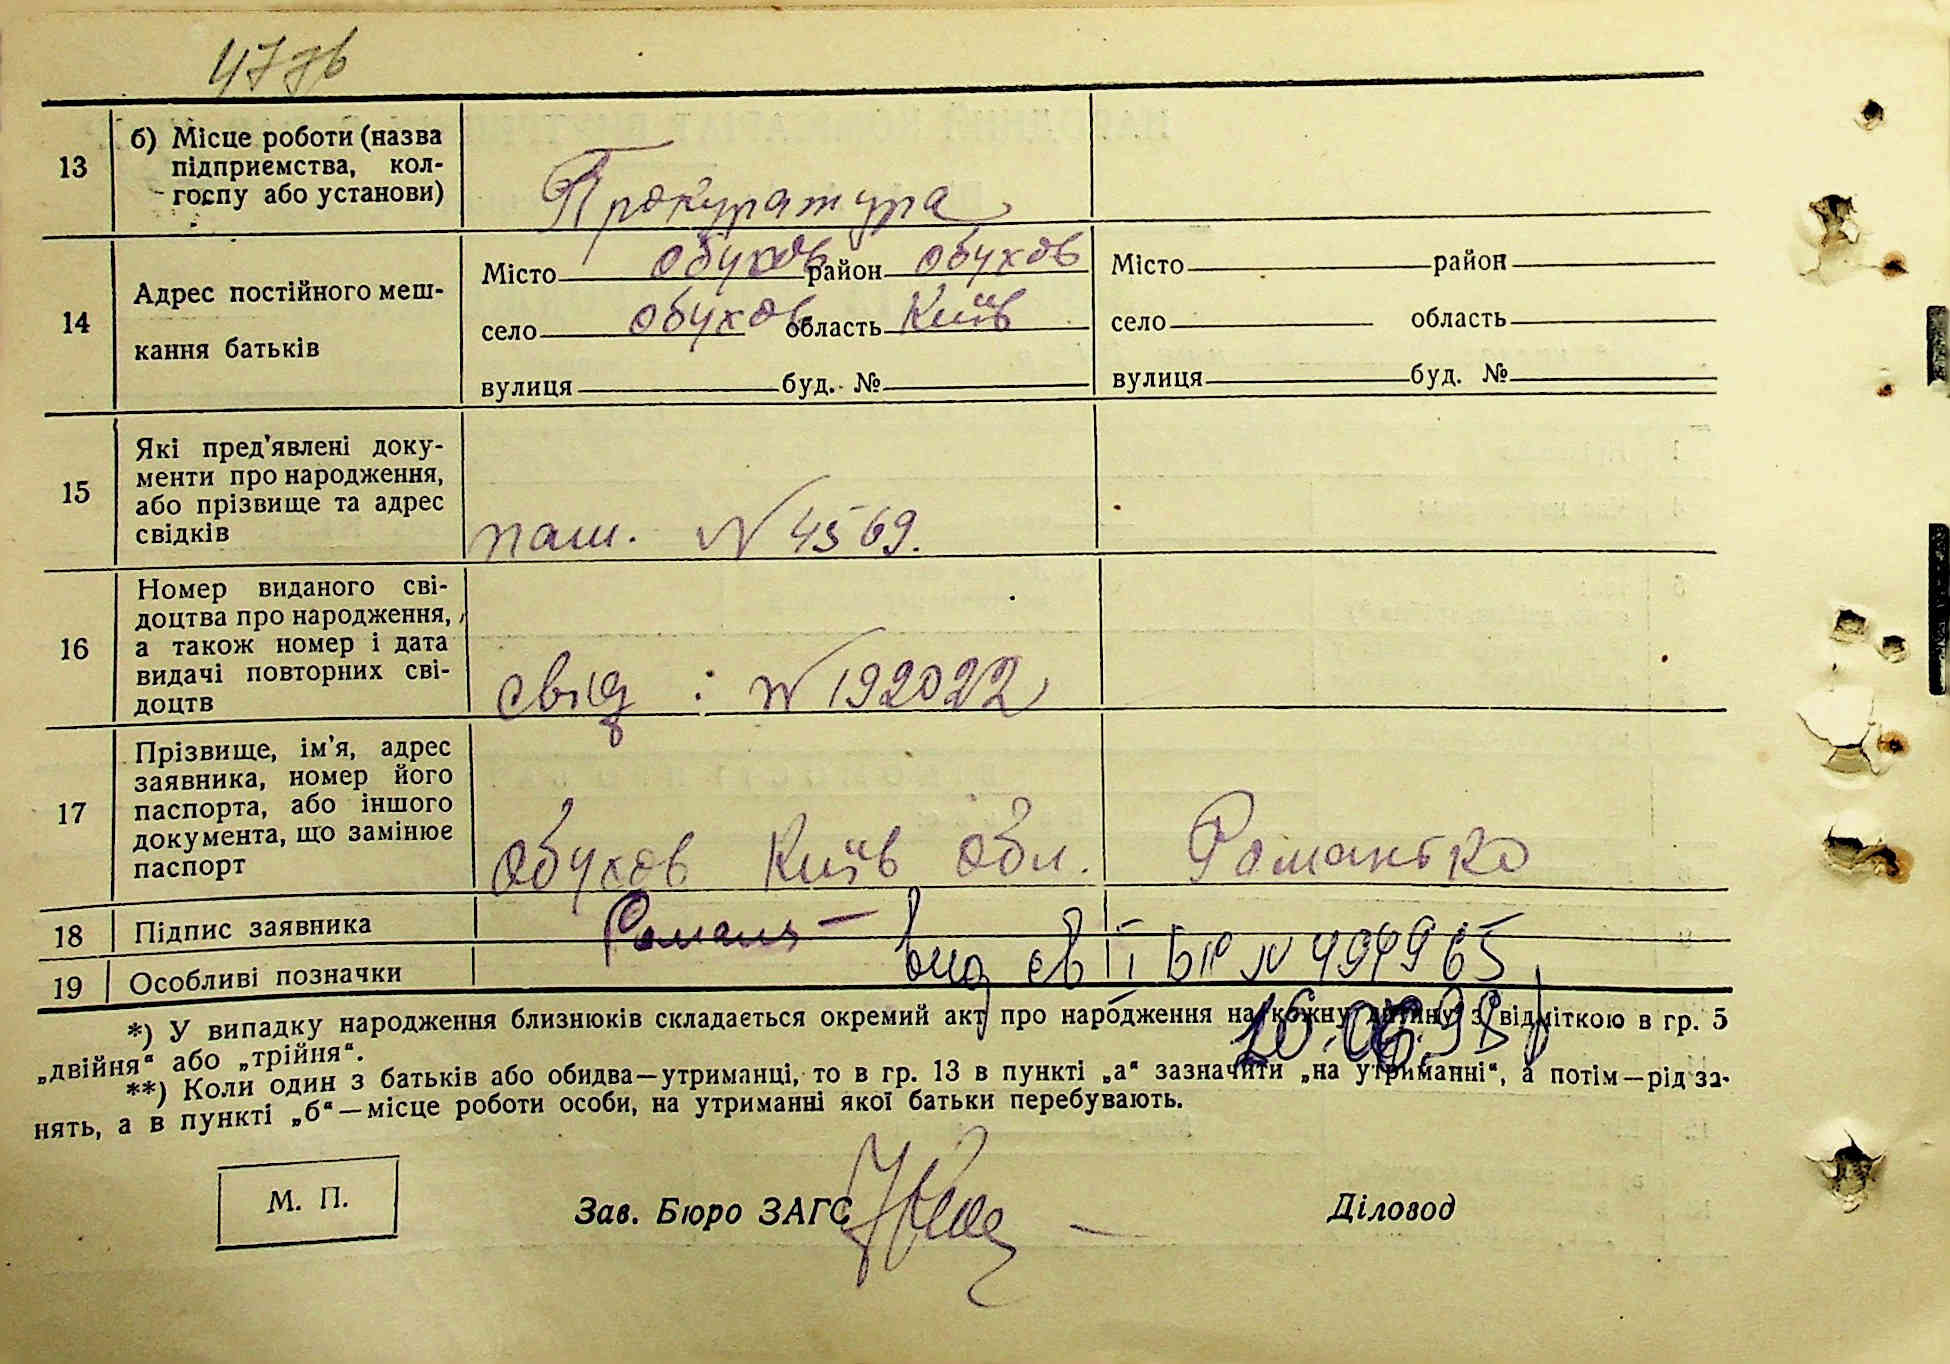 477б
13
б) Місце роботи (назва
підприємства, кол-
госпу або установи)
Прокуратура
14
Адрес постійного меш-
кання батьків
Місто Обухов район Обухов
село Обухов область Київ
вулиця буд. №
Місто район
село область
вулиця буд. №
15
Які пред'явлені доку-
менти про народження,
або прізвище та адрес
свідків
паш. N 4569.
16
Номер виданого сві-
доцтва про народження,
а також номер і дата
видачі повторних сві-
доцтв
свід : N 192022
17
Прізвище, ім'я, адрес
заявника, номер його
паспорта, або іншого
документа, що замінює
паспорт
Обухов Київ обл. Романько
18 Підпис заявника
19 Особливі позначки
вид св II БК N 494965
*) У випадку народження близнюків складається окремий акт про народження на кожну дитину з відміткою в гр. 5
„двійня“ або „трійня“.
**) Коли один з батьків або обидва—утриманці, то в гр. 13 в пункті „а“ зазначити „на утриманні“, а потім—рід за-
нять, а в пункті „б“—місце роботи особи, на утриманні якої батьки перебувають.
М. П.
Зав. Бюро ЗАГС
Діловод